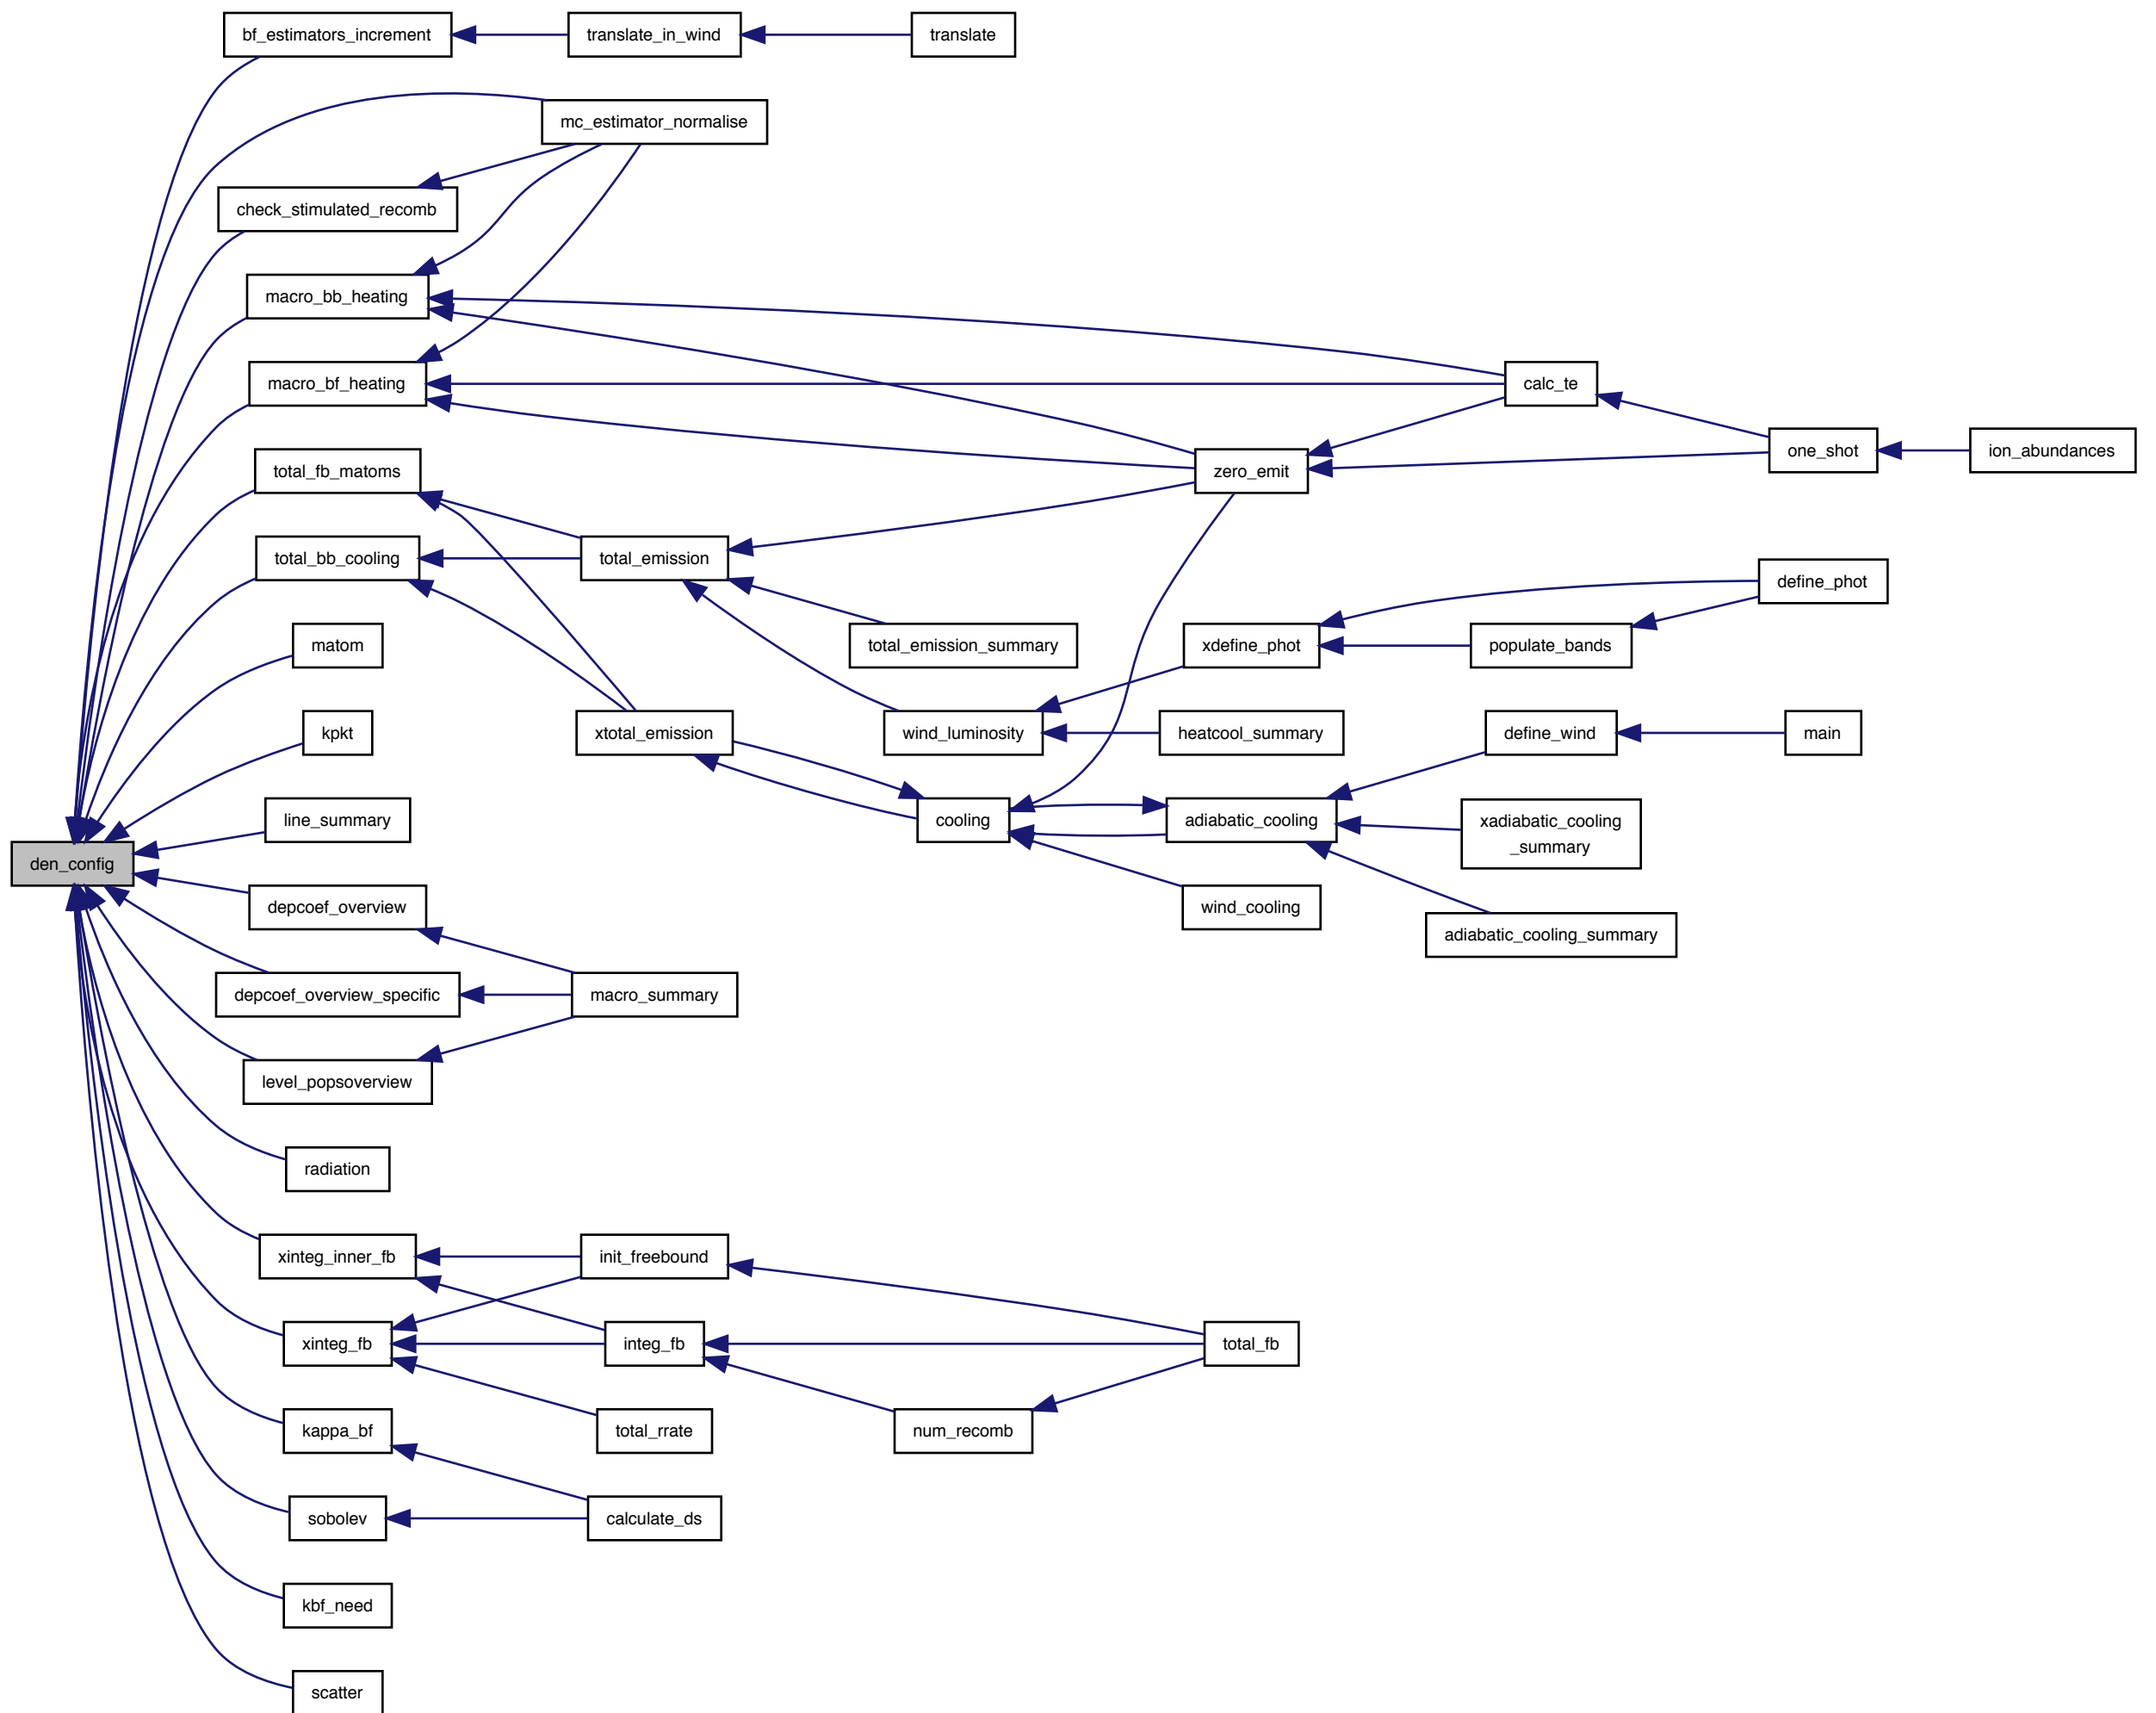 bf_estimators_increment
translate_in_wind
translate
mc_estimator_normalise
check_stimulated_recomb
macro_bb_heating
macro_bf_heating
calc_te
total_fb_matoms
zero_emit
one_shot
ion_abundances
total_bb_cooling
total_emission
define_phot
matom
total_emission_summary
xdefine_phot
populate_bands
kpkt
xtotal_emission
wind_luminosity
heatcool_summary
define_wind
main
line_summary
cooling
adiabatic_cooling
xadiabatic_cooling
_summary
den_config
depcoef_overview
wind_cooling
adiabatic_cooling_summary
depcoef_overview_specific
macro_summary
level_popsoverview
radiation
xinteg_inner_fb
init_freebound
xinteg_fb
integ_fb
total_fb
kappa_bf
total_rrate
num_recomb
sobolev
calculate_ds
kbf_need
scatter